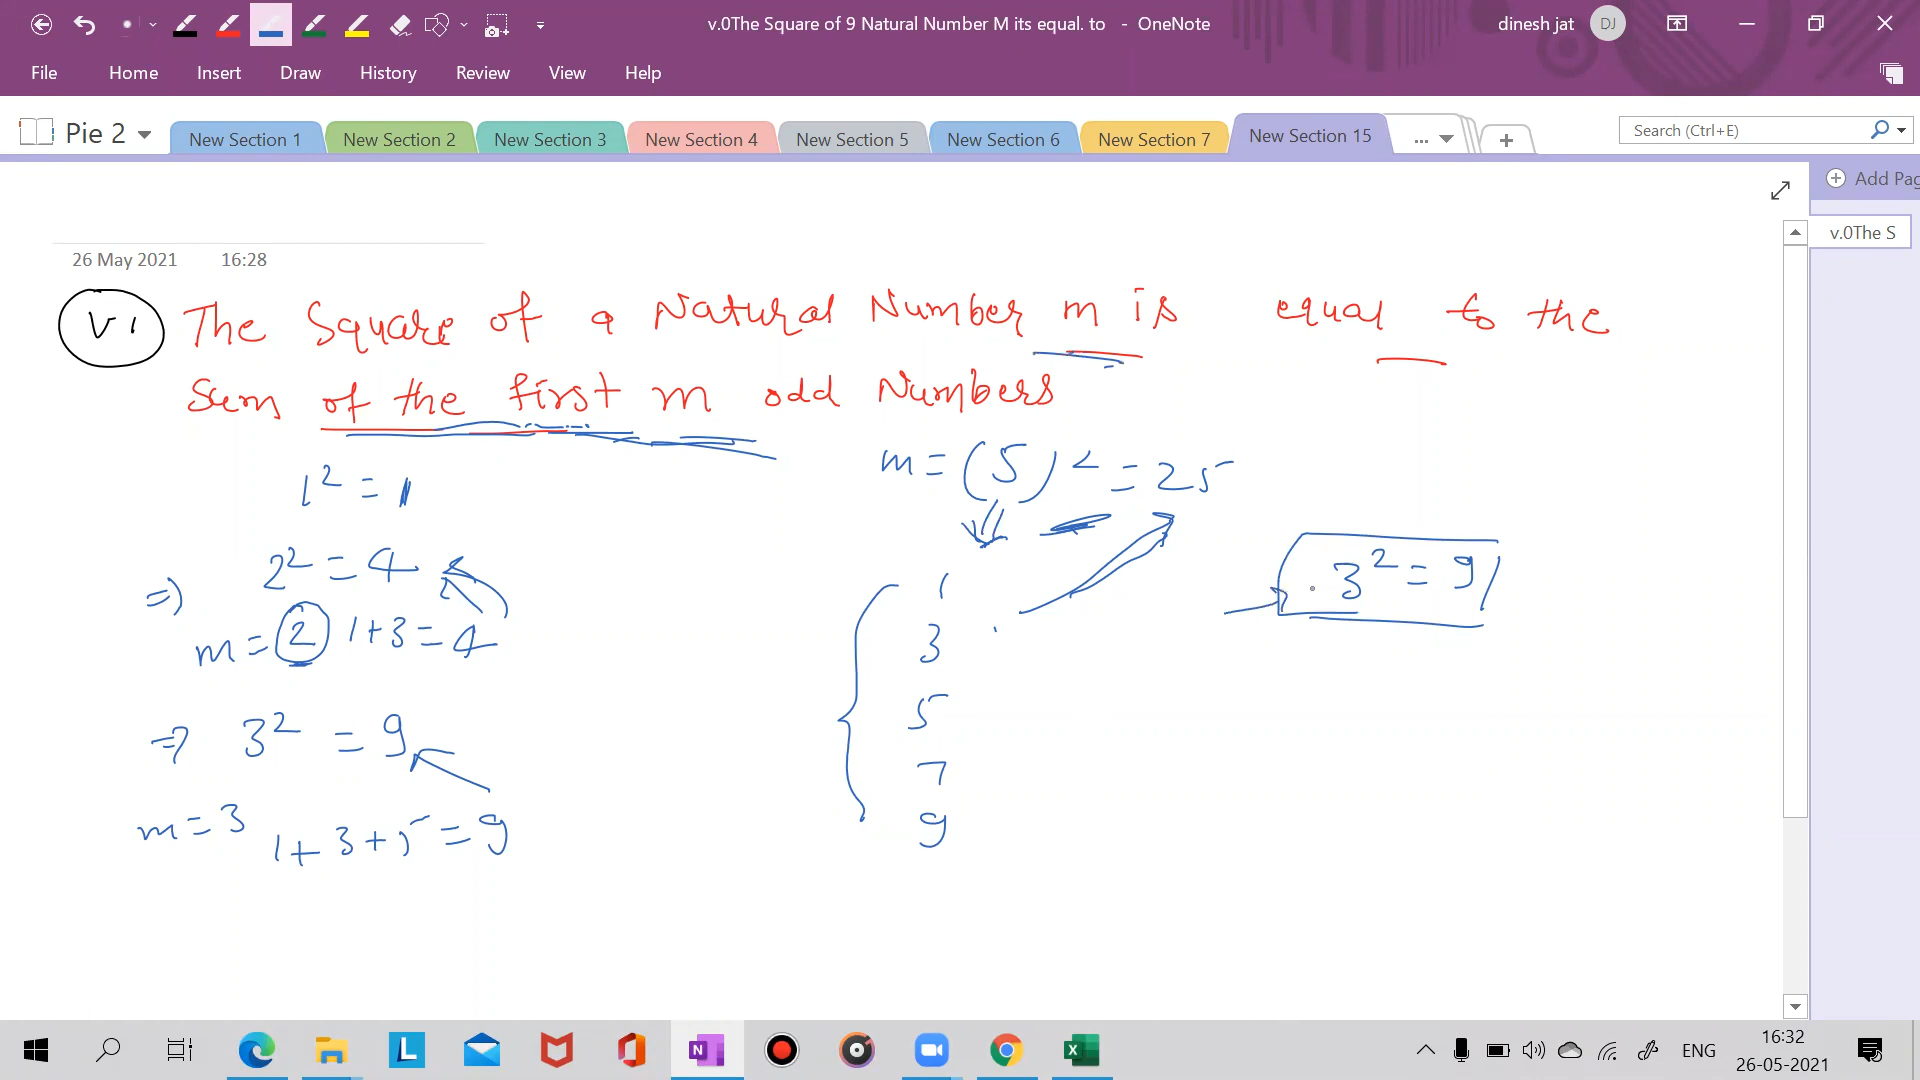 v.0The Square of 9 Natural Number M its equal. to - OneNote
dinesh jat DJ
File Home Insert Draw History Review View Help
Pie 2 New Section 1 New Section 2 New Section 3 New Section 4 New Section 5 New Section 6 New Section 7 New Section 15 ... + Search (Ctrl+E)
Add Pag
v.0The S
26 May 2021 16:28
VI The Square of a Natural Number m is equal to the
Sum of the first m odd Numbers
1² = 1
⇒ 2² = 4
m = 2 1+3 = 4
⇒ 3² = 9
m = 3 1+3+5 = 9
m = (5)² = 25
1
3
5
7
9
3² = 9
ENG
16:32
26-05-2021